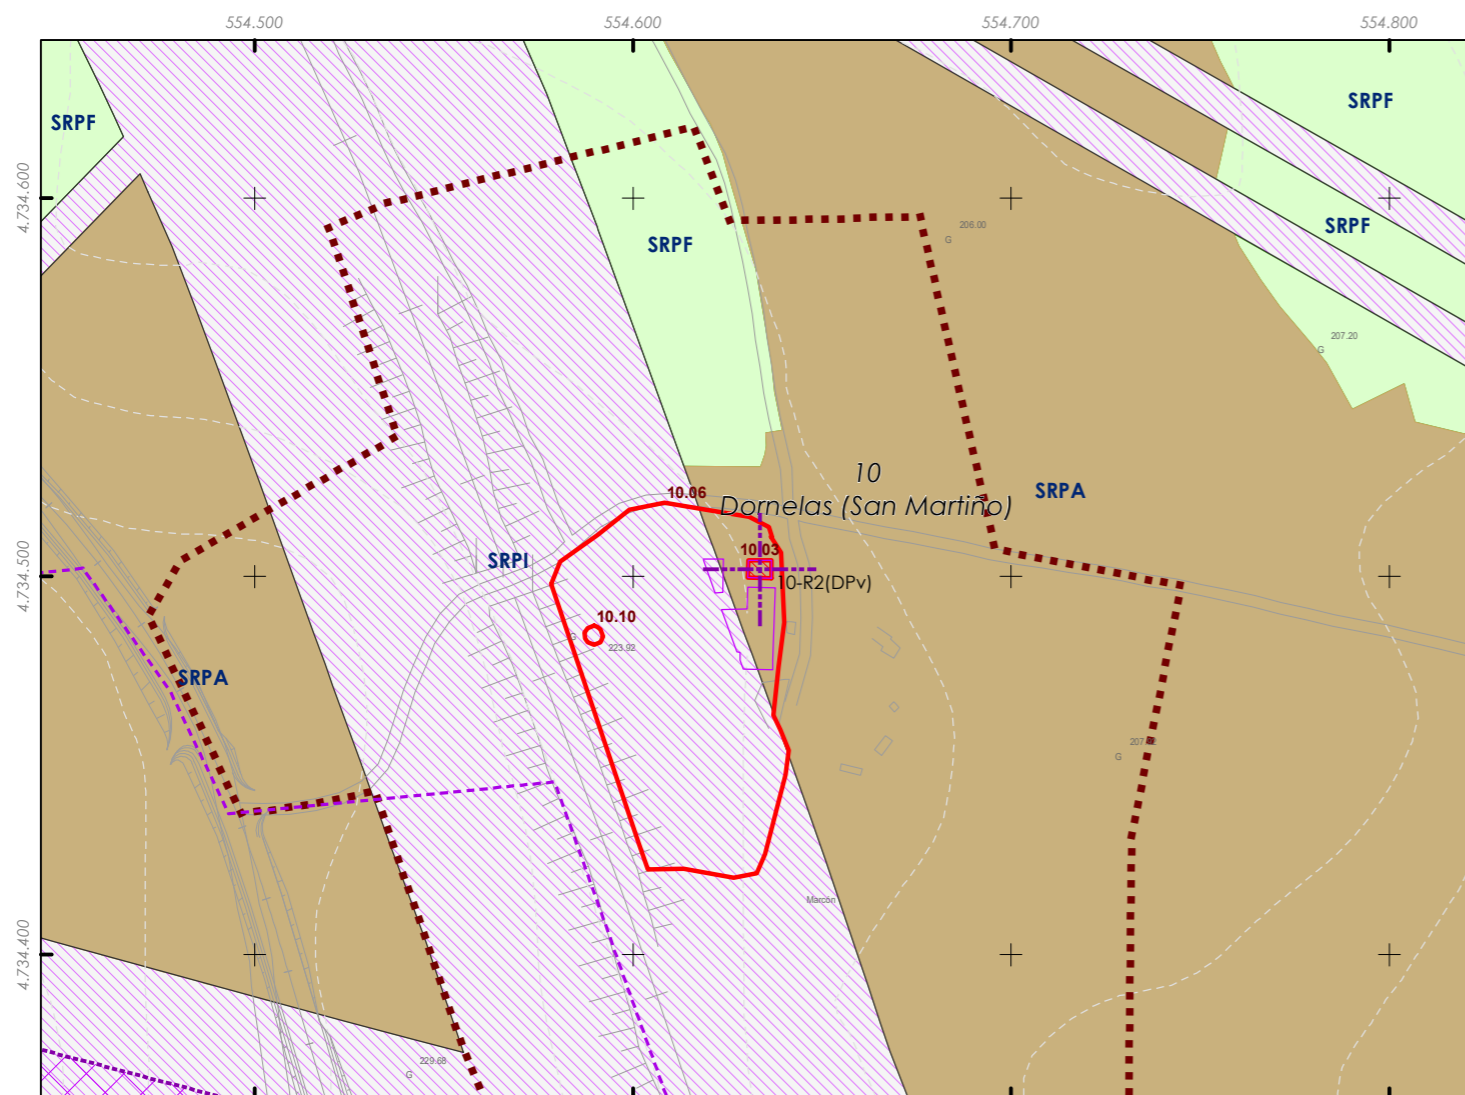 554.500
554.600
554.700
554.800
SRPF
SRPF
4.734.600
206.00
G
SRPF
SRPF
207.20
G
10
10.06
SRPA
Dornelas (San Martiño)
4.734.500
SRPI
10.03
10-R2(DPv)
10.10
G
223.92
SRPA
G
Marcón
4.734.400
229.68
G